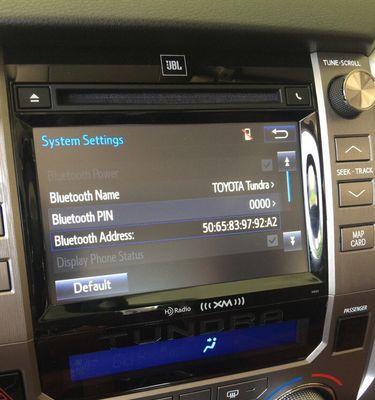 JBL
TUNE•SCROLL
System Settings
Bluetooth Power
SEEK • TRACK
Bluetooth Name TOYOTA Tundra >
Bluetooth PIN 0000 >
Bluetooth Address: 50:65:83:97:92:A2
MAP
CARD
Display Phone Status
Default
HD Radio ((XM))
PASSENGER
TUNDRA